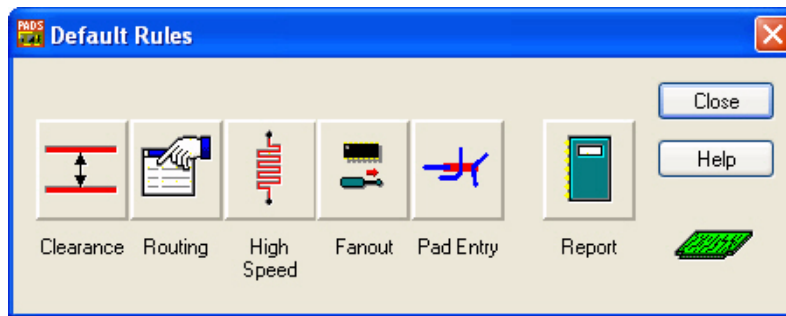 PADS
Default Rules
Close
Help
Clearance
Routing
High
Speed
Fanout
Pad Entry
Report